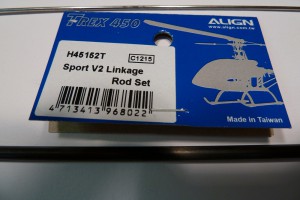 T-REX 450
ALIGN
www.align.com.tw
H45152T
C1215
Sport V2 Linkage
Rod Set
4 713413 968022
Made in Taiwan